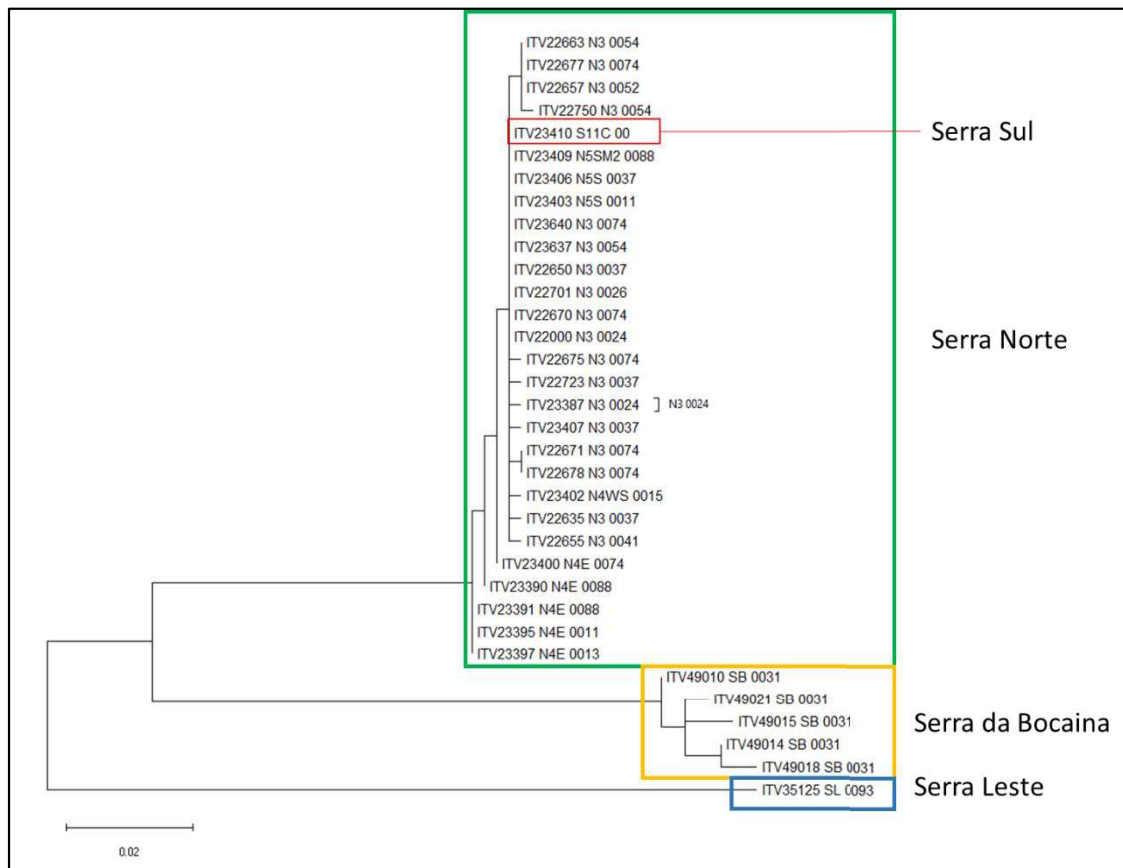 ITV22663 N3 0054
ITV22677 N3 0074
ITV22657 N3 0052
ITV22750 N3 0054
ITV23410 S11C 00
Serra Sul
ITV23409 N5SM2 0088
ITV23406 N5S 0037
ITV23403 N5S 0011
ITV23640 N3 0074
ITV23637 N3 0054
ITV22650 N3 0037
ITV22701 N3 0026
ITV22670 N3 0074
ITV22000 N3 0024
Serra Norte
ITV22675 N3 0074
ITV22723 N3 0037
ITV23387 N3 0024
N3 0024
ITV23407 N3 0037
ITV22671 N3 0074
ITV22678 N3 0074
ITV23402 N4WS 0015
ITV22635 N3 0037
ITV22655 N3 0041
ITV23400 N4E 0074
ITV23390 N4E 0088
ITV23391 N4E 0088
ITV23395 N4E 0011
ITV23397 N4E 0013
ITV49010 SB 0031
ITV49021 SB 0031
ITV49015 SB 0031
Serra da Bocaina
ITV49014 SB 0031
ITV49018 SB 0031
ITV35125 SL 0093
Serra Leste
0.02